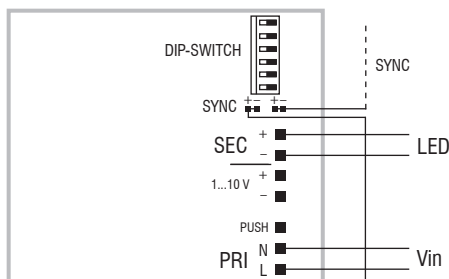 DIP-SWITCH
SYNC
SYNC + − + −
SEC + LED
−
1...10 V +
−
PUSH
PRI N Vin
L